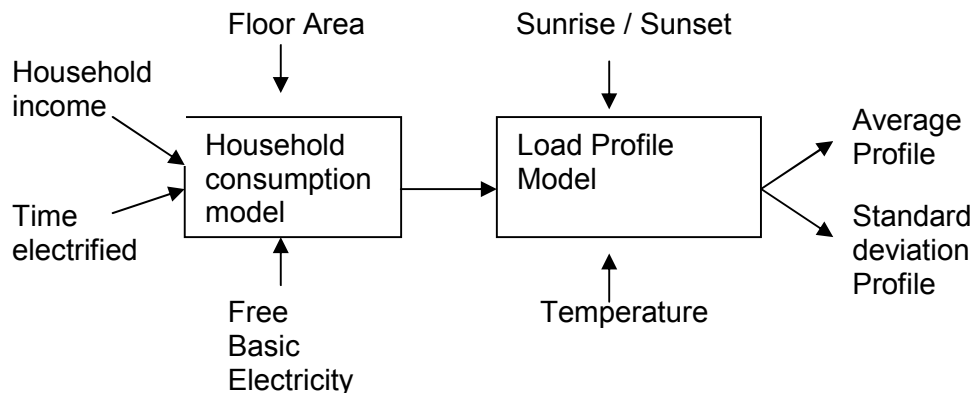 Floor Area
Sunrise / Sunset
Household
income
Time
electrified
Household
consumption
model
Free
Basic
Electricity
Load Profile
Model
Temperature
Average
Profile
Standard
deviation
Profile